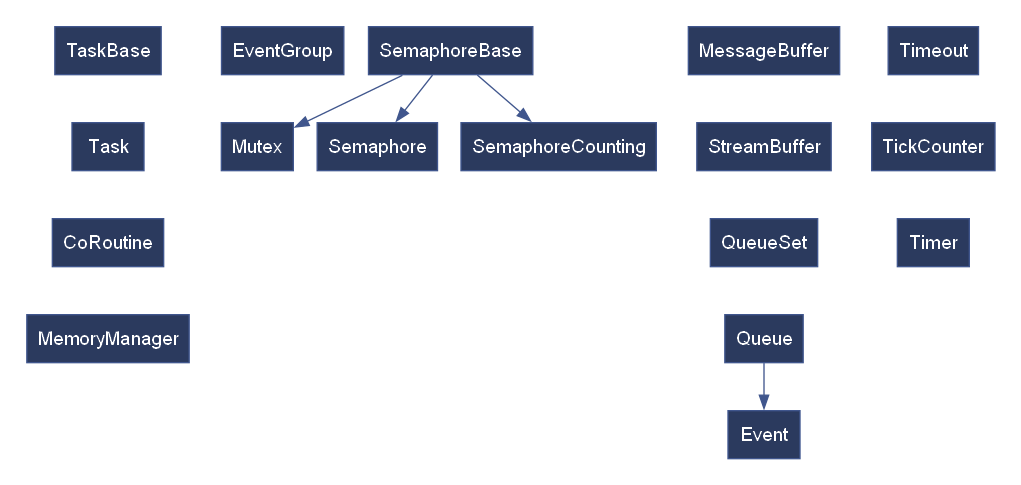 TaskBase
EventGroup
SemaphoreBase
MessageBuffer
Timeout
Task
Mutex
Semaphore
SemaphoreCounting
StreamBuffer
TickCounter
CoRoutine
QueueSet
Timer
MemoryManager
Queue
Event